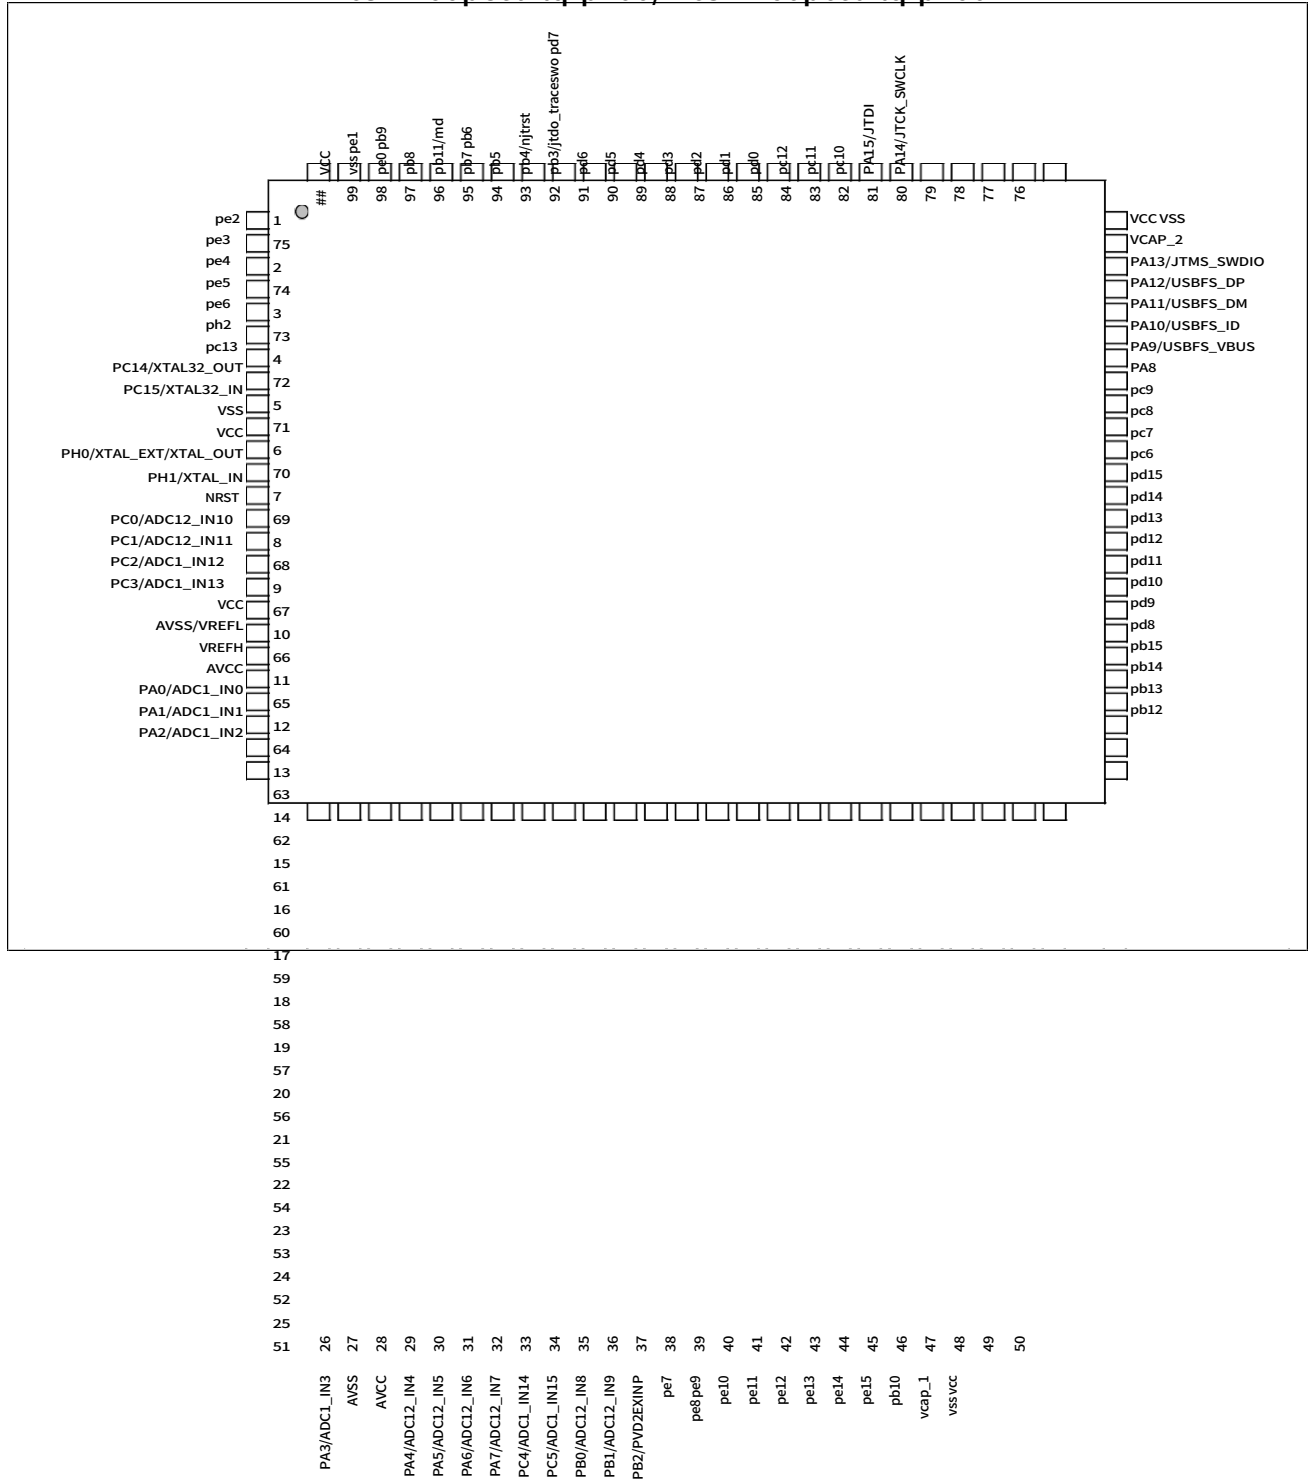 VCC
vss pe1
pe0 pb9
pb8
pb11/md
pb7 pb6
pb5
pb4/njtrst
pb3/jtdo_traceswo pd7
pd6
pd5
pd4
pd3
pd2
pd1
pd0
pc12
pc11
pc10
PA15/JTDI
PA14/JTCK_SWCLK
##
99
98
97
96
95
94
93
92
91
90
89
88
87
86
85
84
83
82
81
80
79
78
77
76
pe2
pe3
pe4
pe5
pe6
ph2
pc13
PC14/XTAL32_OUT
PC15/XTAL32_IN
VSS
VCC
PH0/XTAL_EXT/XTAL_OUT
PH1/XTAL_IN
NRST
PC0/ADC12_IN10
PC1/ADC12_IN11
PC2/ADC1_IN12
PC3/ADC1_IN13
VCC
AVSS/VREFL
VREFH
AVCC
PA0/ADC1_IN0
PA1/ADC1_IN1
PA2/ADC1_IN2
1
75
2
74
3
73
4
72
5
71
6
70
7
69
8
68
9
67
10
66
11
65
12
64
13
63
14
62
15
61
16
60
17
59
18
58
19
57
20
56
21
55
22
54
23
53
24
52
25
51
VCC VSS
VCAP_2
PA13/JTMS_SWDIO
PA12/USBFS_DP
PA11/USBFS_DM
PA10/USBFS_ID
PA9/USBFS_VBUS
PA8
pc9
pc8
pc7
pc6
pd15
pd14
pd13
pd12
pd11
pd10
pd9
pd8
pb15
pb14
pb13
pb12
26
27
28
29
30
31
32
33
34
35
36
37
38
39
40
41
42
43
44
45
46
47
48
49
50
PA3/ADC1_IN3
AVSS
AVCC
PA4/ADC12_IN4
PA5/ADC12_IN5
PA6/ADC12_IN6
PA7/ADC12_IN7
PC4/ADC1_IN14
PC5/ADC1_IN15
PB0/ADC12_IN8
PB1/ADC12_IN9
PB2/PVD2EXINP
pe7
pe8 pe9
pe10
pe11
pe12
pe13
pe14
pe15
pb10
vcap_1
vss vcc